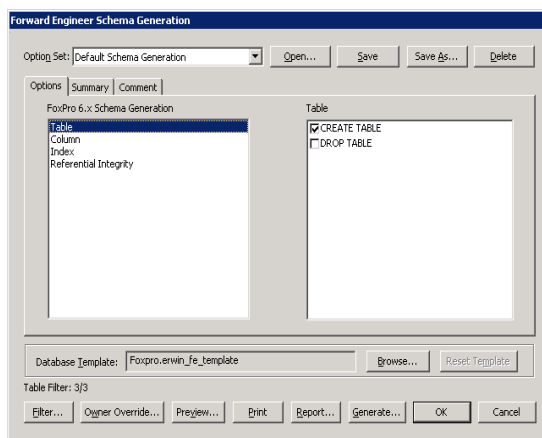 Forward Engineer Schema Generation
Option Set: Default Schema Generation Open... Save Save As... Delete
Options Summary Comment
FoxPro 6.x Schema Generation Table
Table CREATE TABLE
Column DROP TABLE
Index
Referential Integrity
Database Template: Foxpro.erwin_fe_template Browse... Reset Template
Table Filter: 3/3
Filter... Owner Override... Preview... Print Report... Generate... OK Cancel